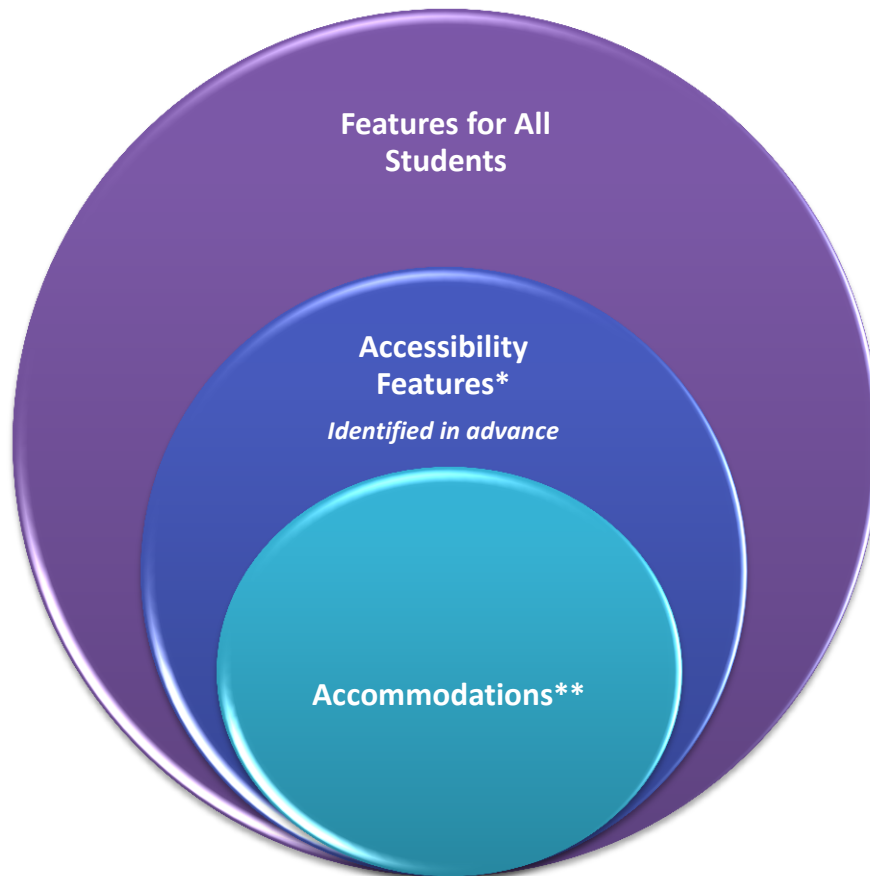 Features for All
Students
Accessibility
Features*
Identified in advance
Accommodations**